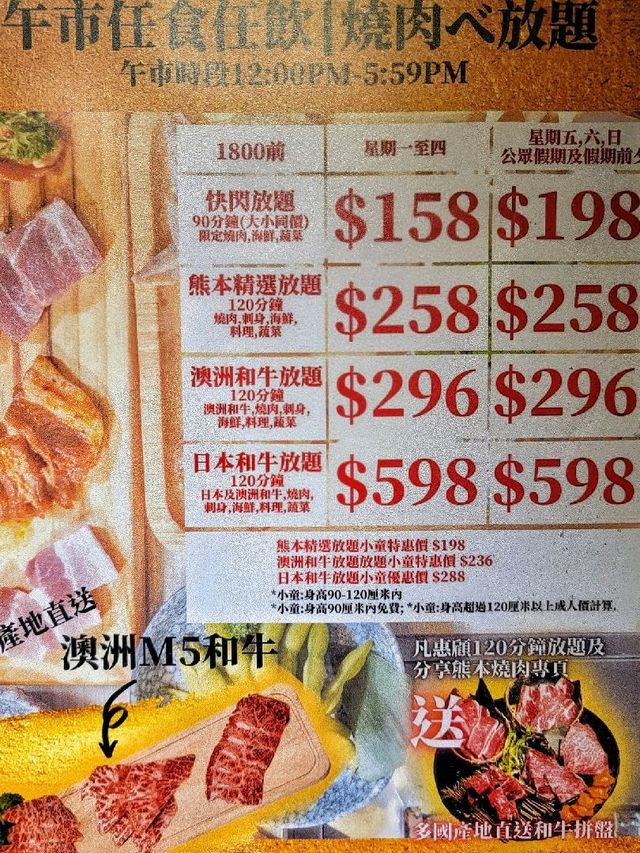 午市任食任飲|燒肉べ放題
午市時段12:00PM-5:59PM
1800前
星期一至四
星期五,六,日
公眾假期及假期前
快閃放題
90分鐘(大小同價)
限定燒肉,海鮮,蔬菜
$158
$198
熊本精選放題
120分鐘
燒肉,刺身,海鮮,
料理,蔬菜
$258
$258
澳洲和牛放題
120分鐘
澳洲和牛,燒肉,刺身,
海鮮,料理,蔬菜
$296
$296
日本和牛放題
120分鐘
日本及澳洲和牛,燒肉,
刺身,海鮮,料理,蔬菜
$598
$598
熊本精選放題小童特惠價 $198
澳洲和牛放題放題小童特惠價 $236
日本和牛放題小童優惠價 $288
*小童:身高90-120厘米內
*小童:身高90厘米內免費; *小童:身高超過120厘米以上成人價計算,
產地直送
澳洲M5和牛
凡惠顧120分鐘放題及
分享熊本燒肉專頁
送
多國產地直送和牛拼盤